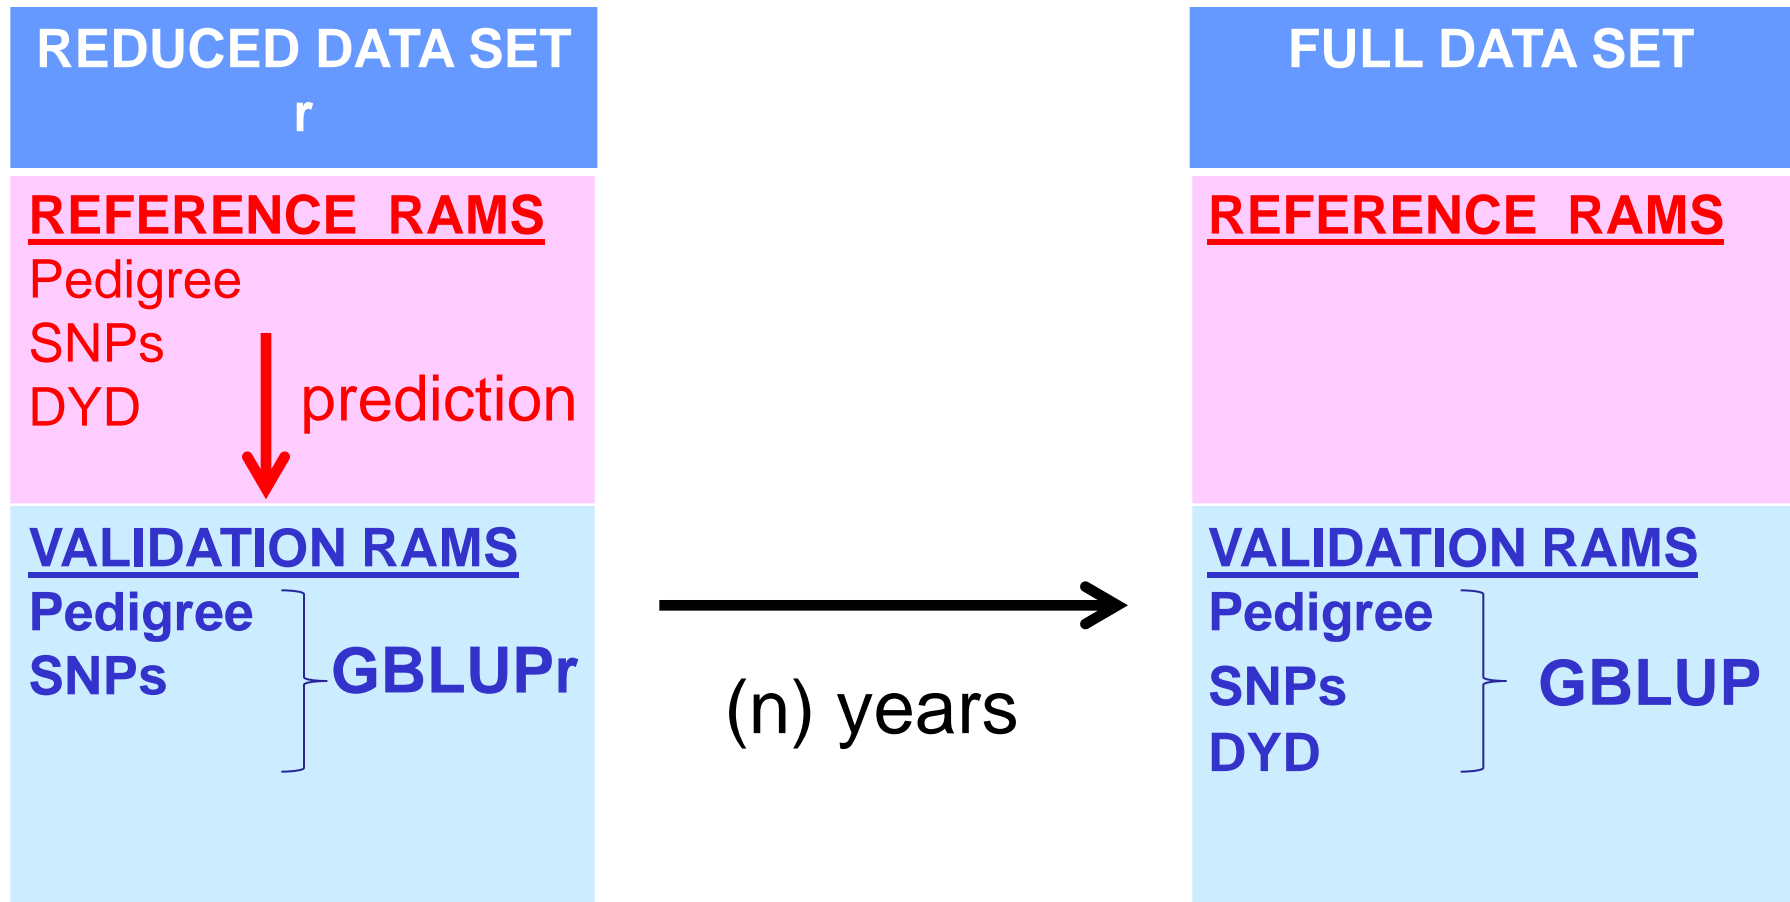 REDUCED DATA SET
r
REFERENCE RAMS
Pedigree
SNPs
DYD
prediction
VALIDATION RAMS
Pedigree
SNPs
GBLUPr
(n) years
FULL DATA SET
REFERENCE RAMS
VALIDATION RAMS
Pedigree
SNPs
DYD
GBLUP